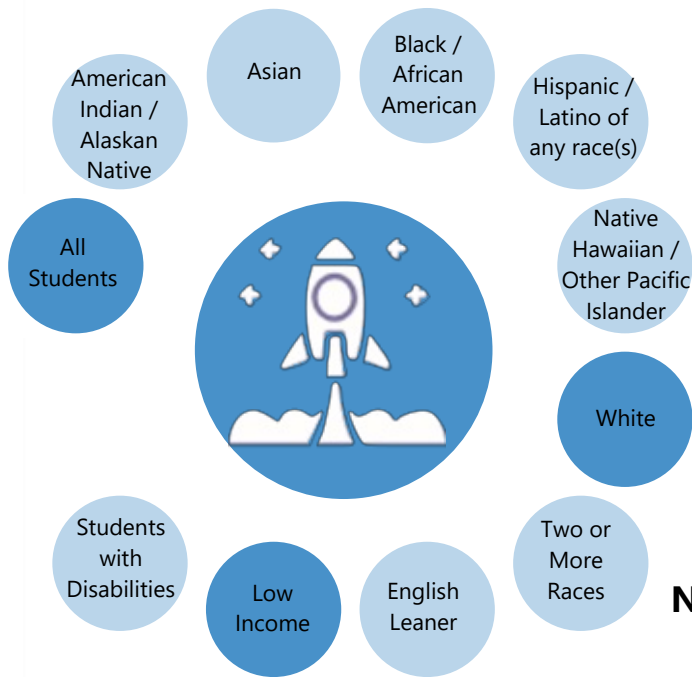 American
Indian /
Alaskan
Native
Asian
Black /
African
American
Hispanic /
Latino of
any race(s)
All
Students
Native
Hawaiian /
Other Pacific
Islander
White
Students
with
Disabilities
Low
Income
English
Leaner
Two or
More
Races
N